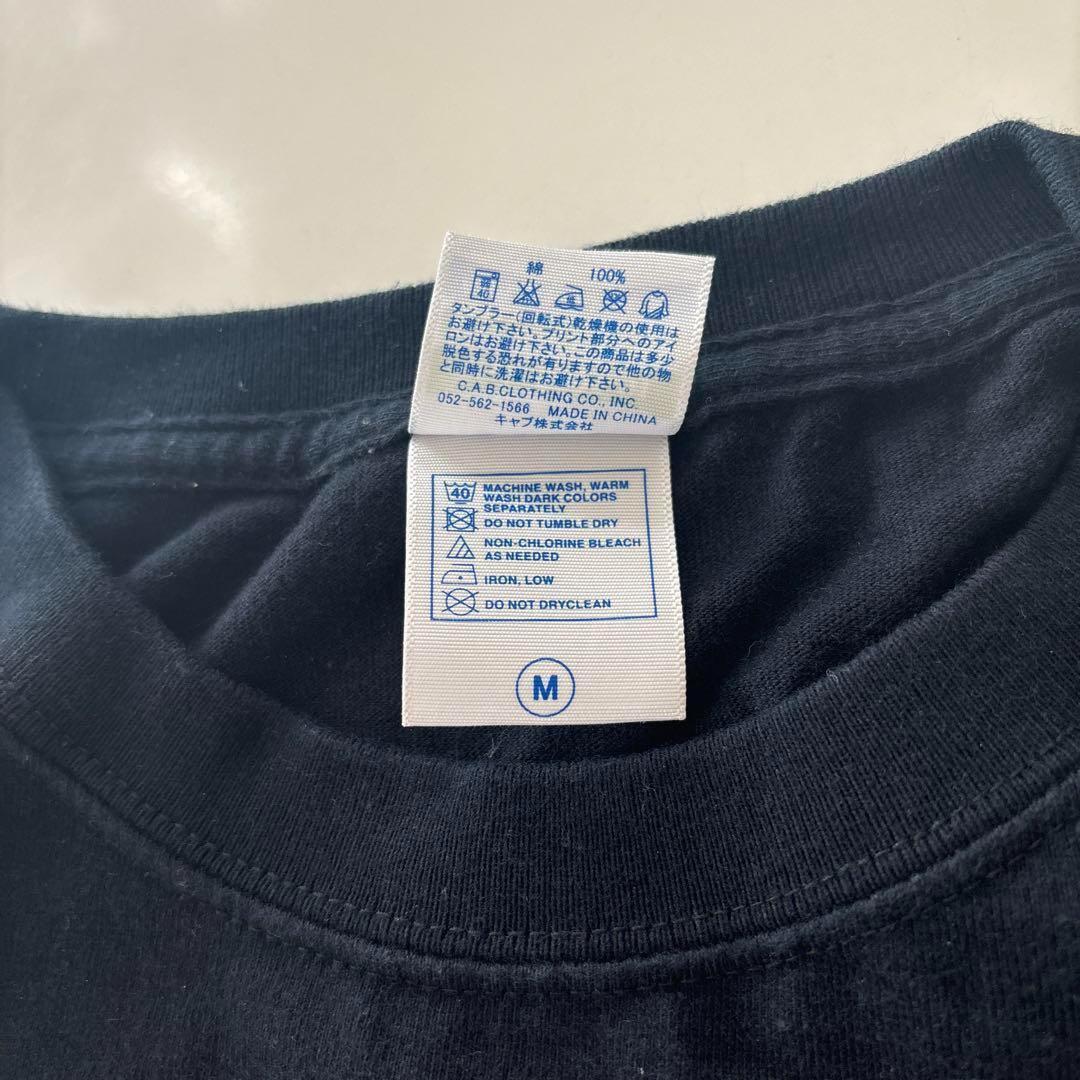 綿 100%
40
タンブラー(回転式)乾燥機の使用は
お避け下さい。プリント部分へのアイ
ロンはお避け下さい。この商品は多少
脱色する恐れが有りますので他の物
と同時に洗濯はお避け下さい。
C.A.B.CLOTHING CO., INC
052-562-1566 MADE IN CHINA
キャブ株式会社
40 MACHINE WASH, WARM
WASH DARK COLORS
SEPARATELY
DO NOT TUMBLE DRY
NON-CHLORINE BLEACH
AS NEEDED
IRON, LOW
DO NOT DRYCLEAN
M